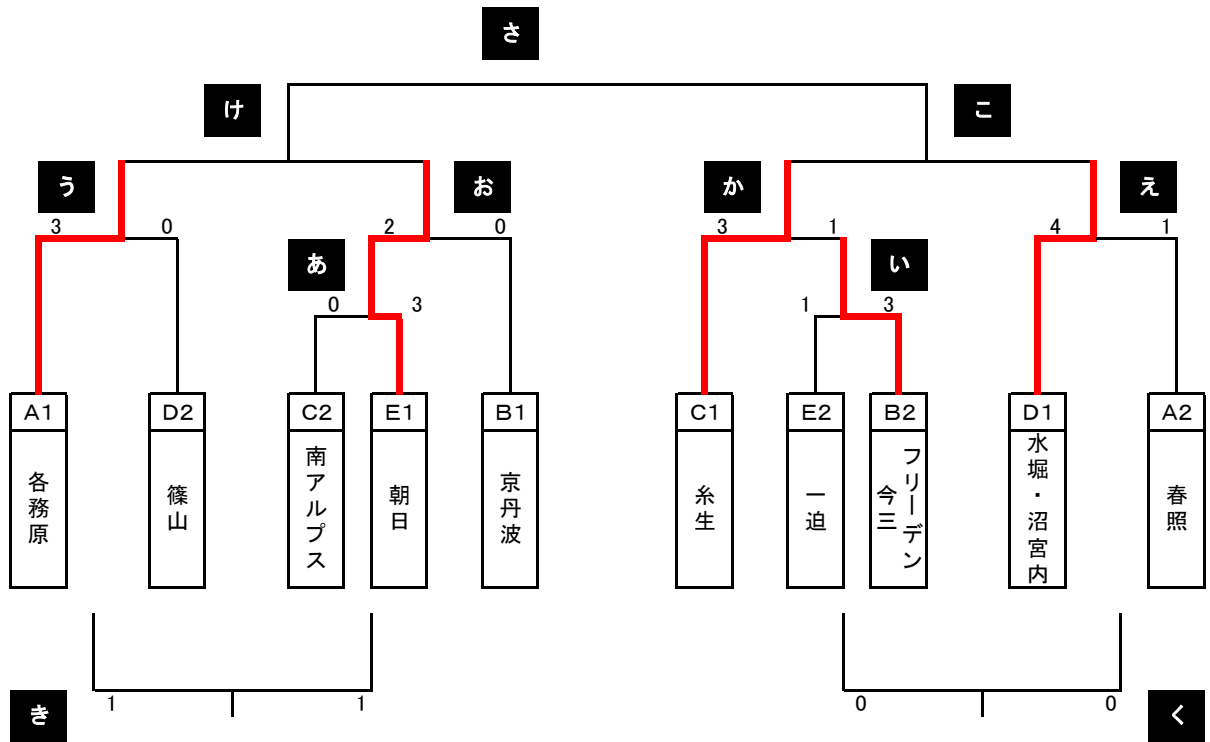 さ
け
こ
う
お
か
え
3
0
2
0
3
1
4
1
あ
い
0
3
1
3
A1
D2
C2
E1
B1
C1
E2
B2
D1
A2
各務原
篠山
南アルプス
朝日
京丹波
糸生
一迫
フリーデン
今三
水堀・沼宮内
春照
き
1
1
0
0
く